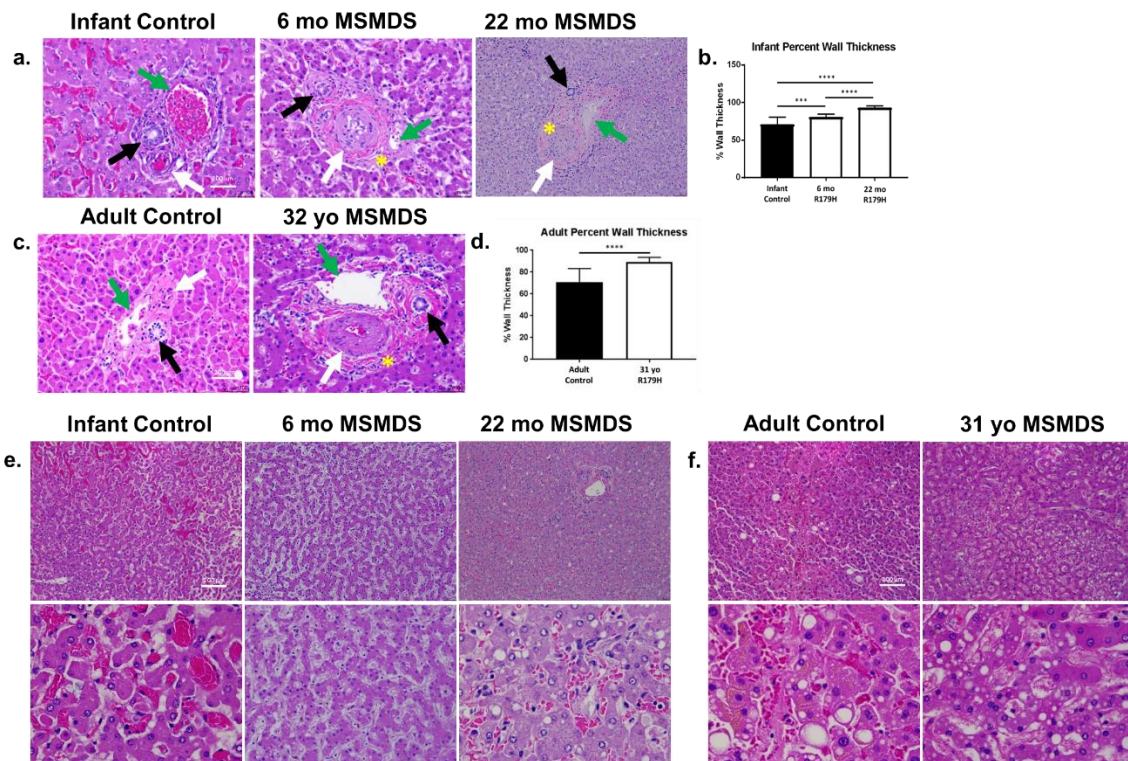 Infant Control 6 mo MSMDS 22 mo MSMDS
a.
b.
Infant Percent Wall Thickness
****
*** ****
% Wall Thickness
150
100
50
0
Infant Control
6 mo R179H
22 mo R179H
*
*
Adult Control 32 yo MSMDS
c.
d.
Adult Percent Wall Thickness
****
% Wall Thickness
100
80
60
40
20
0
Adult Control
31 yo R179H
*
Infant Control 6 mo MSMDS 22 mo MSMDS
e.
Adult Control 31 yo MSMDS
f.